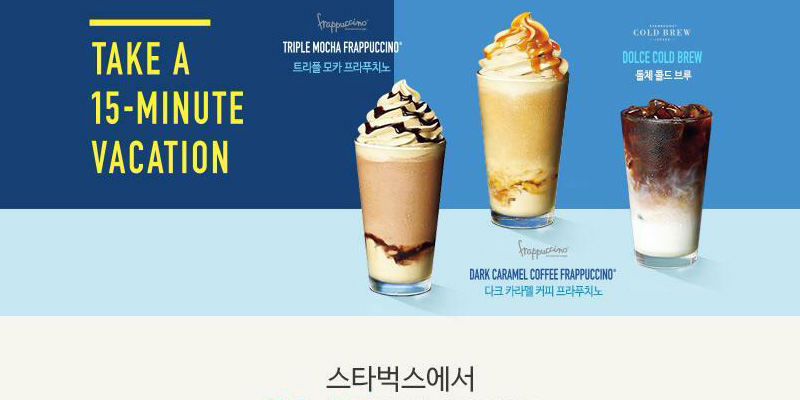 TAKE A
15-MINUTE
VACATION
frappuccino
TRIPLE MOCHA FRAPPUCCINO®
트리플 모카 프라푸치노
COLD BREW
DOLCE COLD BREW
돌체 콜드 브루
frappuccino
DARK CARAMEL COFFEE FRAPPUCCINO®
다크 카라멜 커피 프라푸치노
스타벅스에서